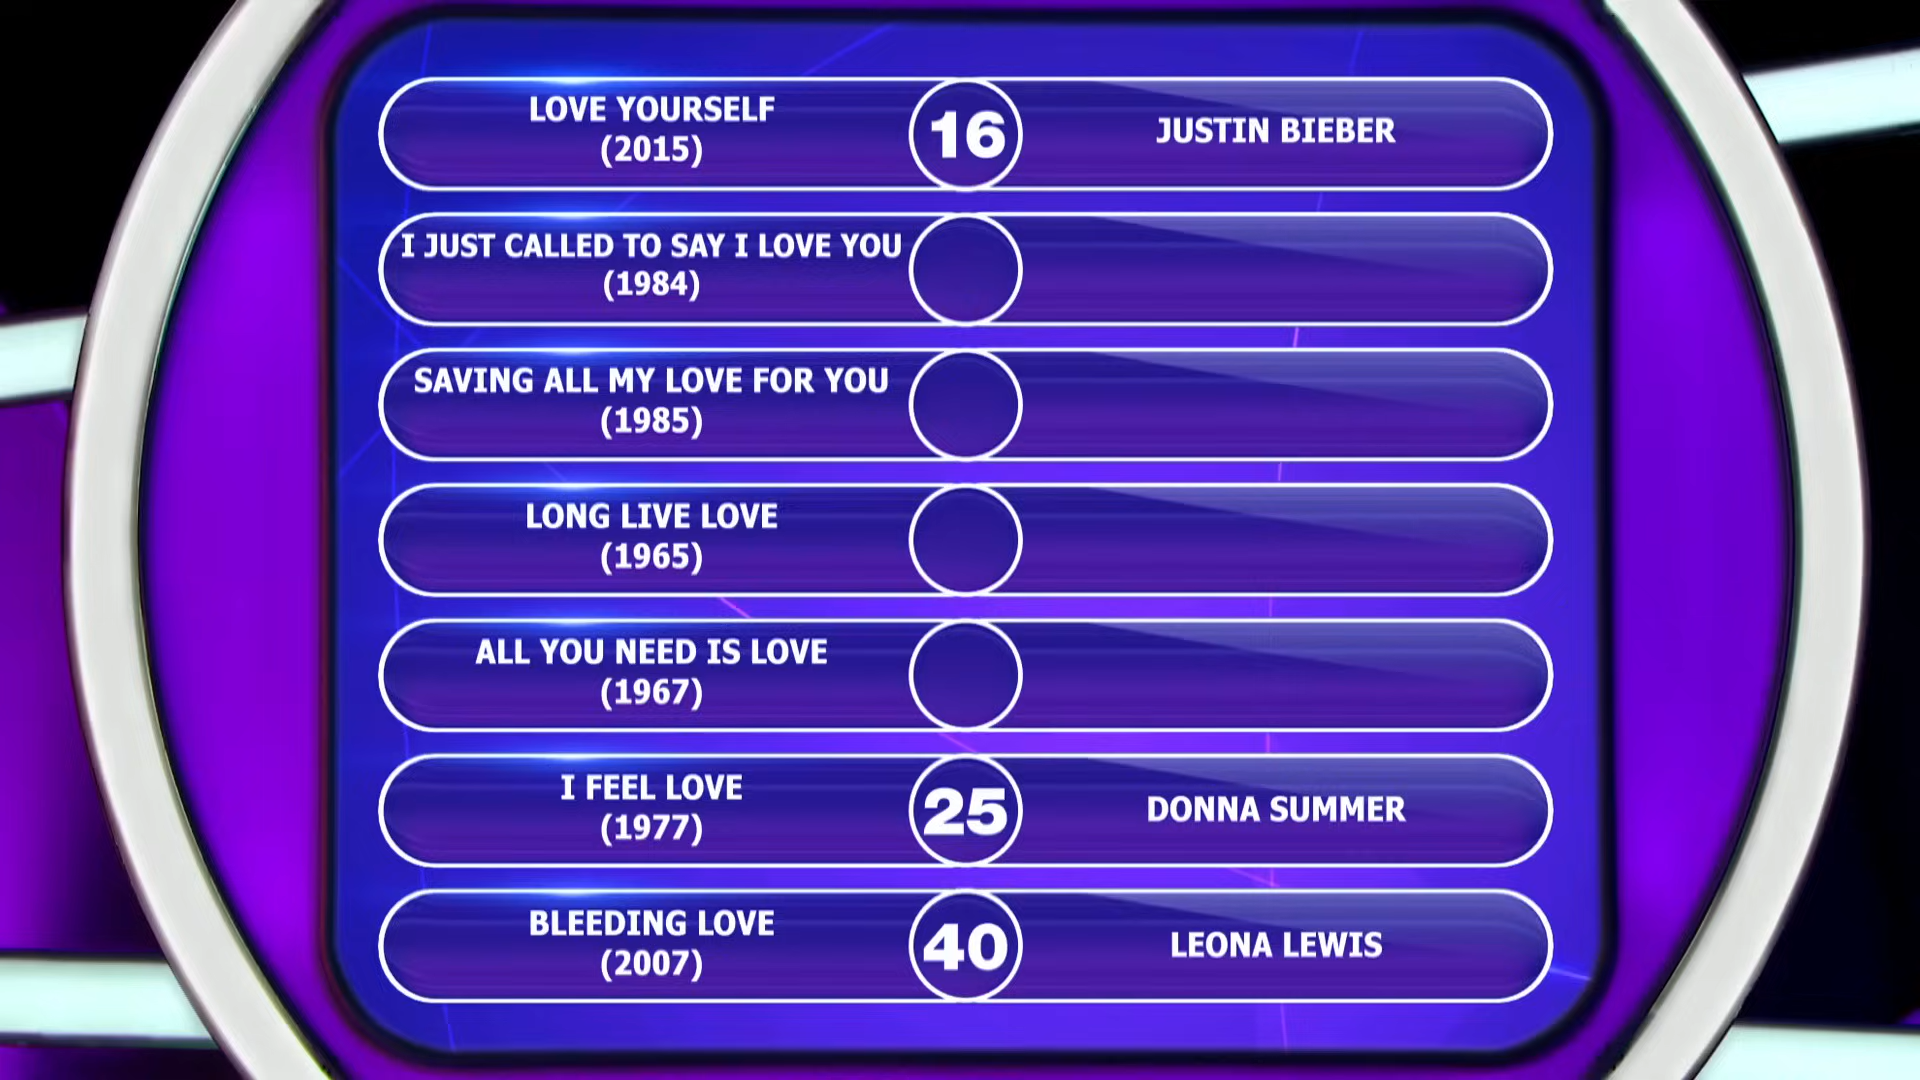 LOVE YOURSELF
(2015)
16
JUSTIN BIEBER
I JUST CALLED TO SAY I LOVE YOU
(1984)
SAVING ALL MY LOVE FOR YOU
(1985)
LONG LIVE LOVE
(1965)
ALL YOU NEED IS LOVE
(1967)
I FEEL LOVE
(1977)
25
DONNA SUMMER
BLEEDING LOVE
(2007)
40
LEONA LEWIS